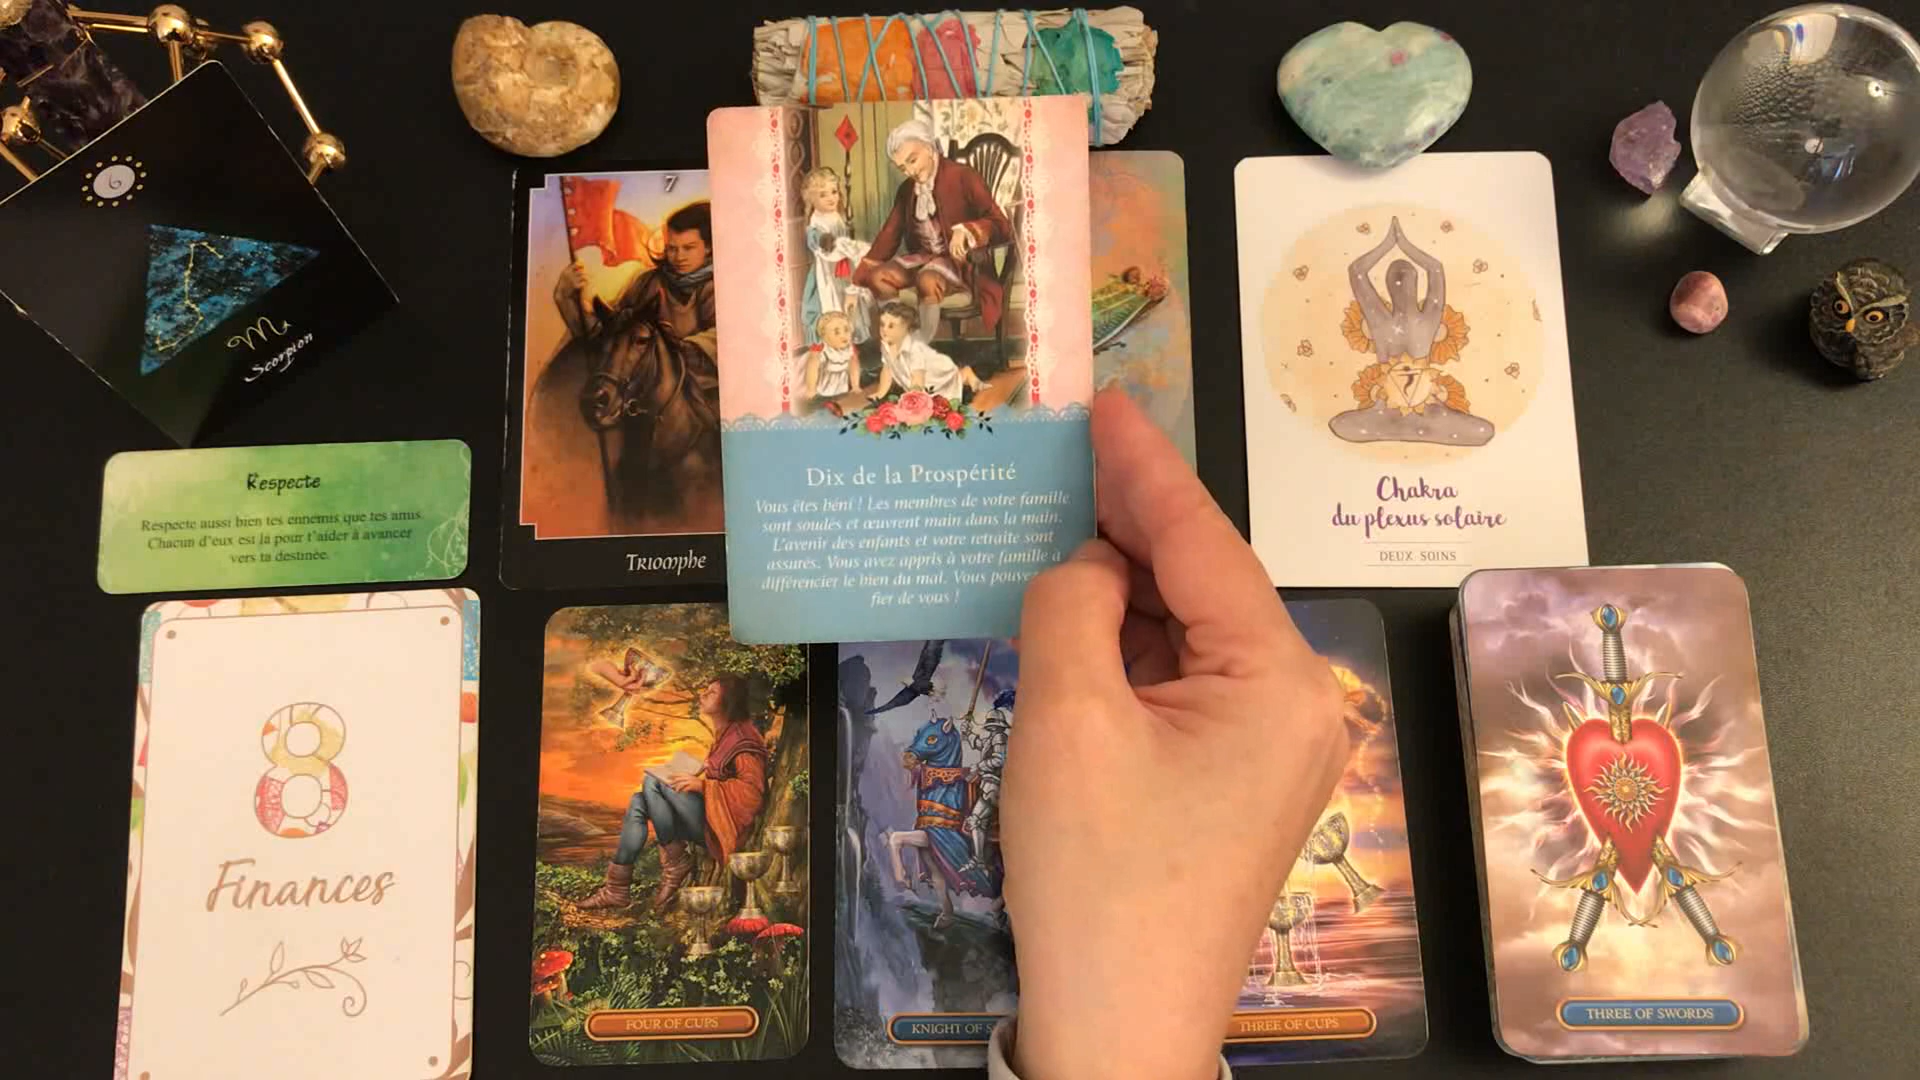 6
Scorpion
Respecte
Respecte aussi bien tes ennemis que tes amis.
Chacun d'eux est là pour t'aider à avancer
vers ta destinée.
7
Triomphe
Dix de la Prospérité
Vous êtes béni ! Les membres de votre famille
sont soudés et œuvrent main dans la main.
L'avenir des enfants et votre retraite sont
assurés. Vous avez appris à votre famille à
différencier le bien du mal. Vous
fier de vous !
Chakra
du plexus solaire
DEUX SOINS
8
Finances
FOUR OF CUPS
KNIGHT OF
THREE OF CUPS
THREE OF SWORDS